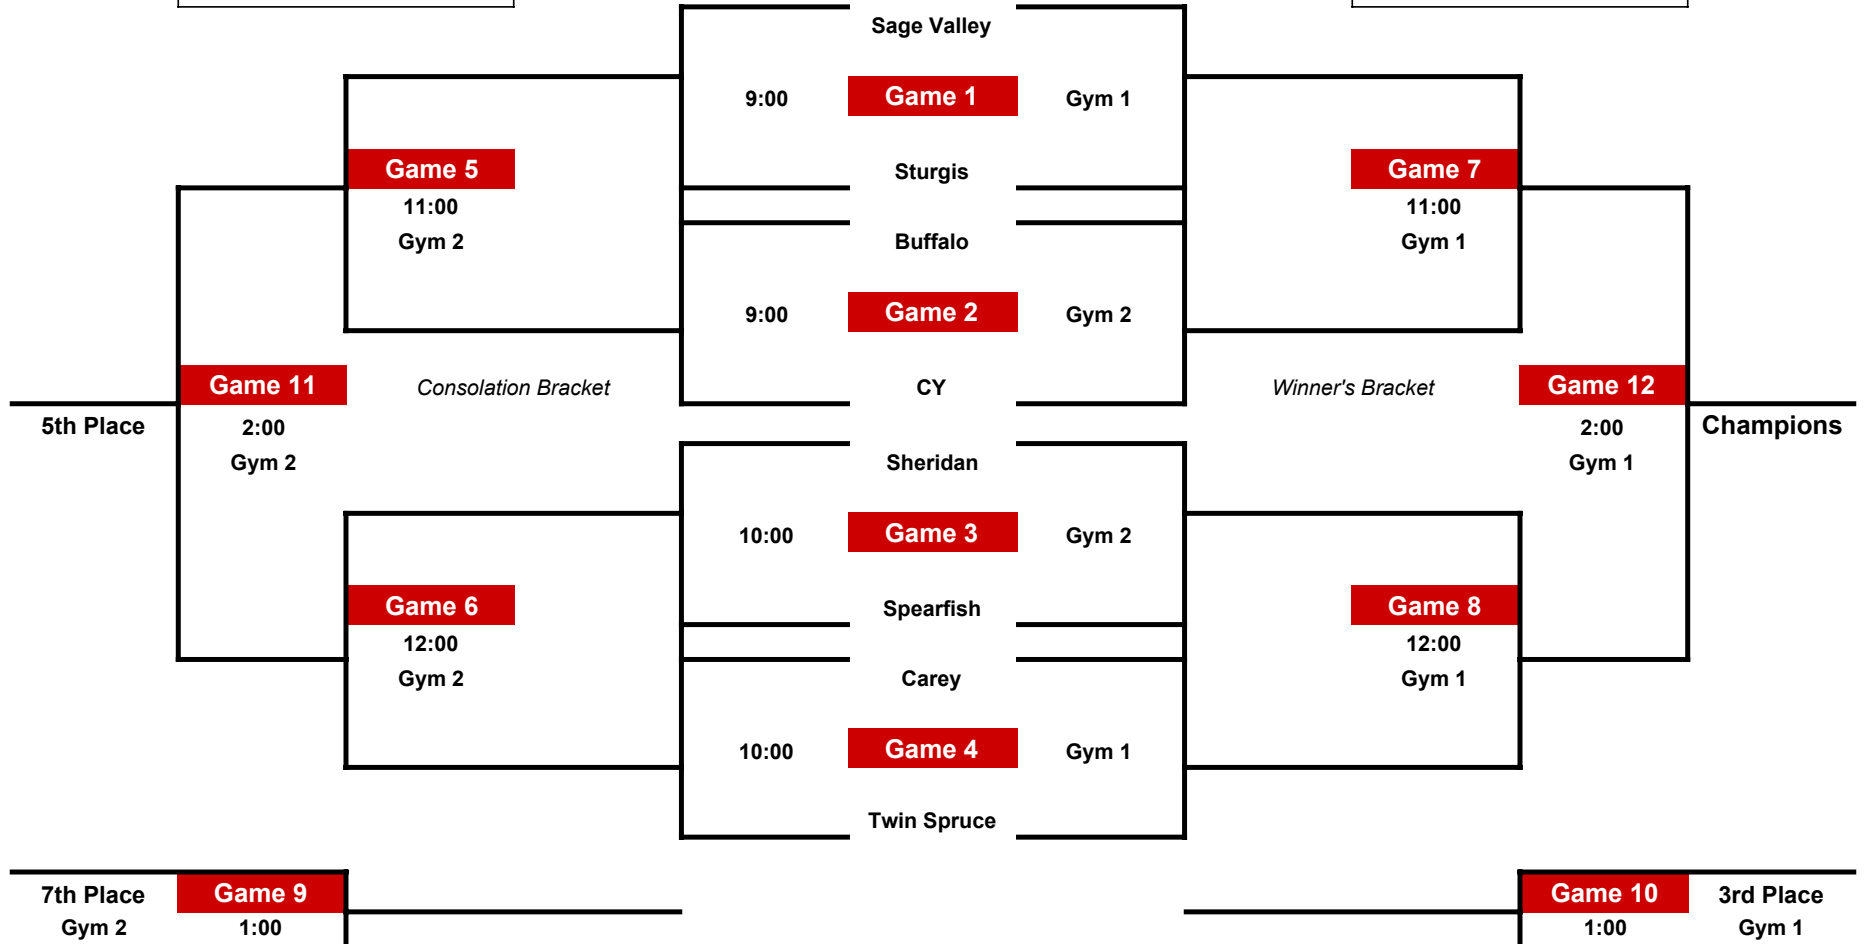 Sage Valley
9:00 Game 1 Gym 1
Game 5 Sturgis Game 7
11:00 11:00
Gym 2 Buffalo Gym 1
9:00 Game 2 Gym 2
Game 11 Consolation Bracket CY Winner's Bracket Game 12
5th Place 2:00 2:00 Champions
Gym 2 Sheridan Gym 1
10:00 Game 3 Gym 2
Game 6 Spearfish Game 8
12:00 12:00
Gym 2 Carey Gym 1
10:00 Game 4 Gym 1
Twin Spruce
7th Place Game 9 Game 10 3rd Place
Gym 2 1:00 1:00 Gym 1